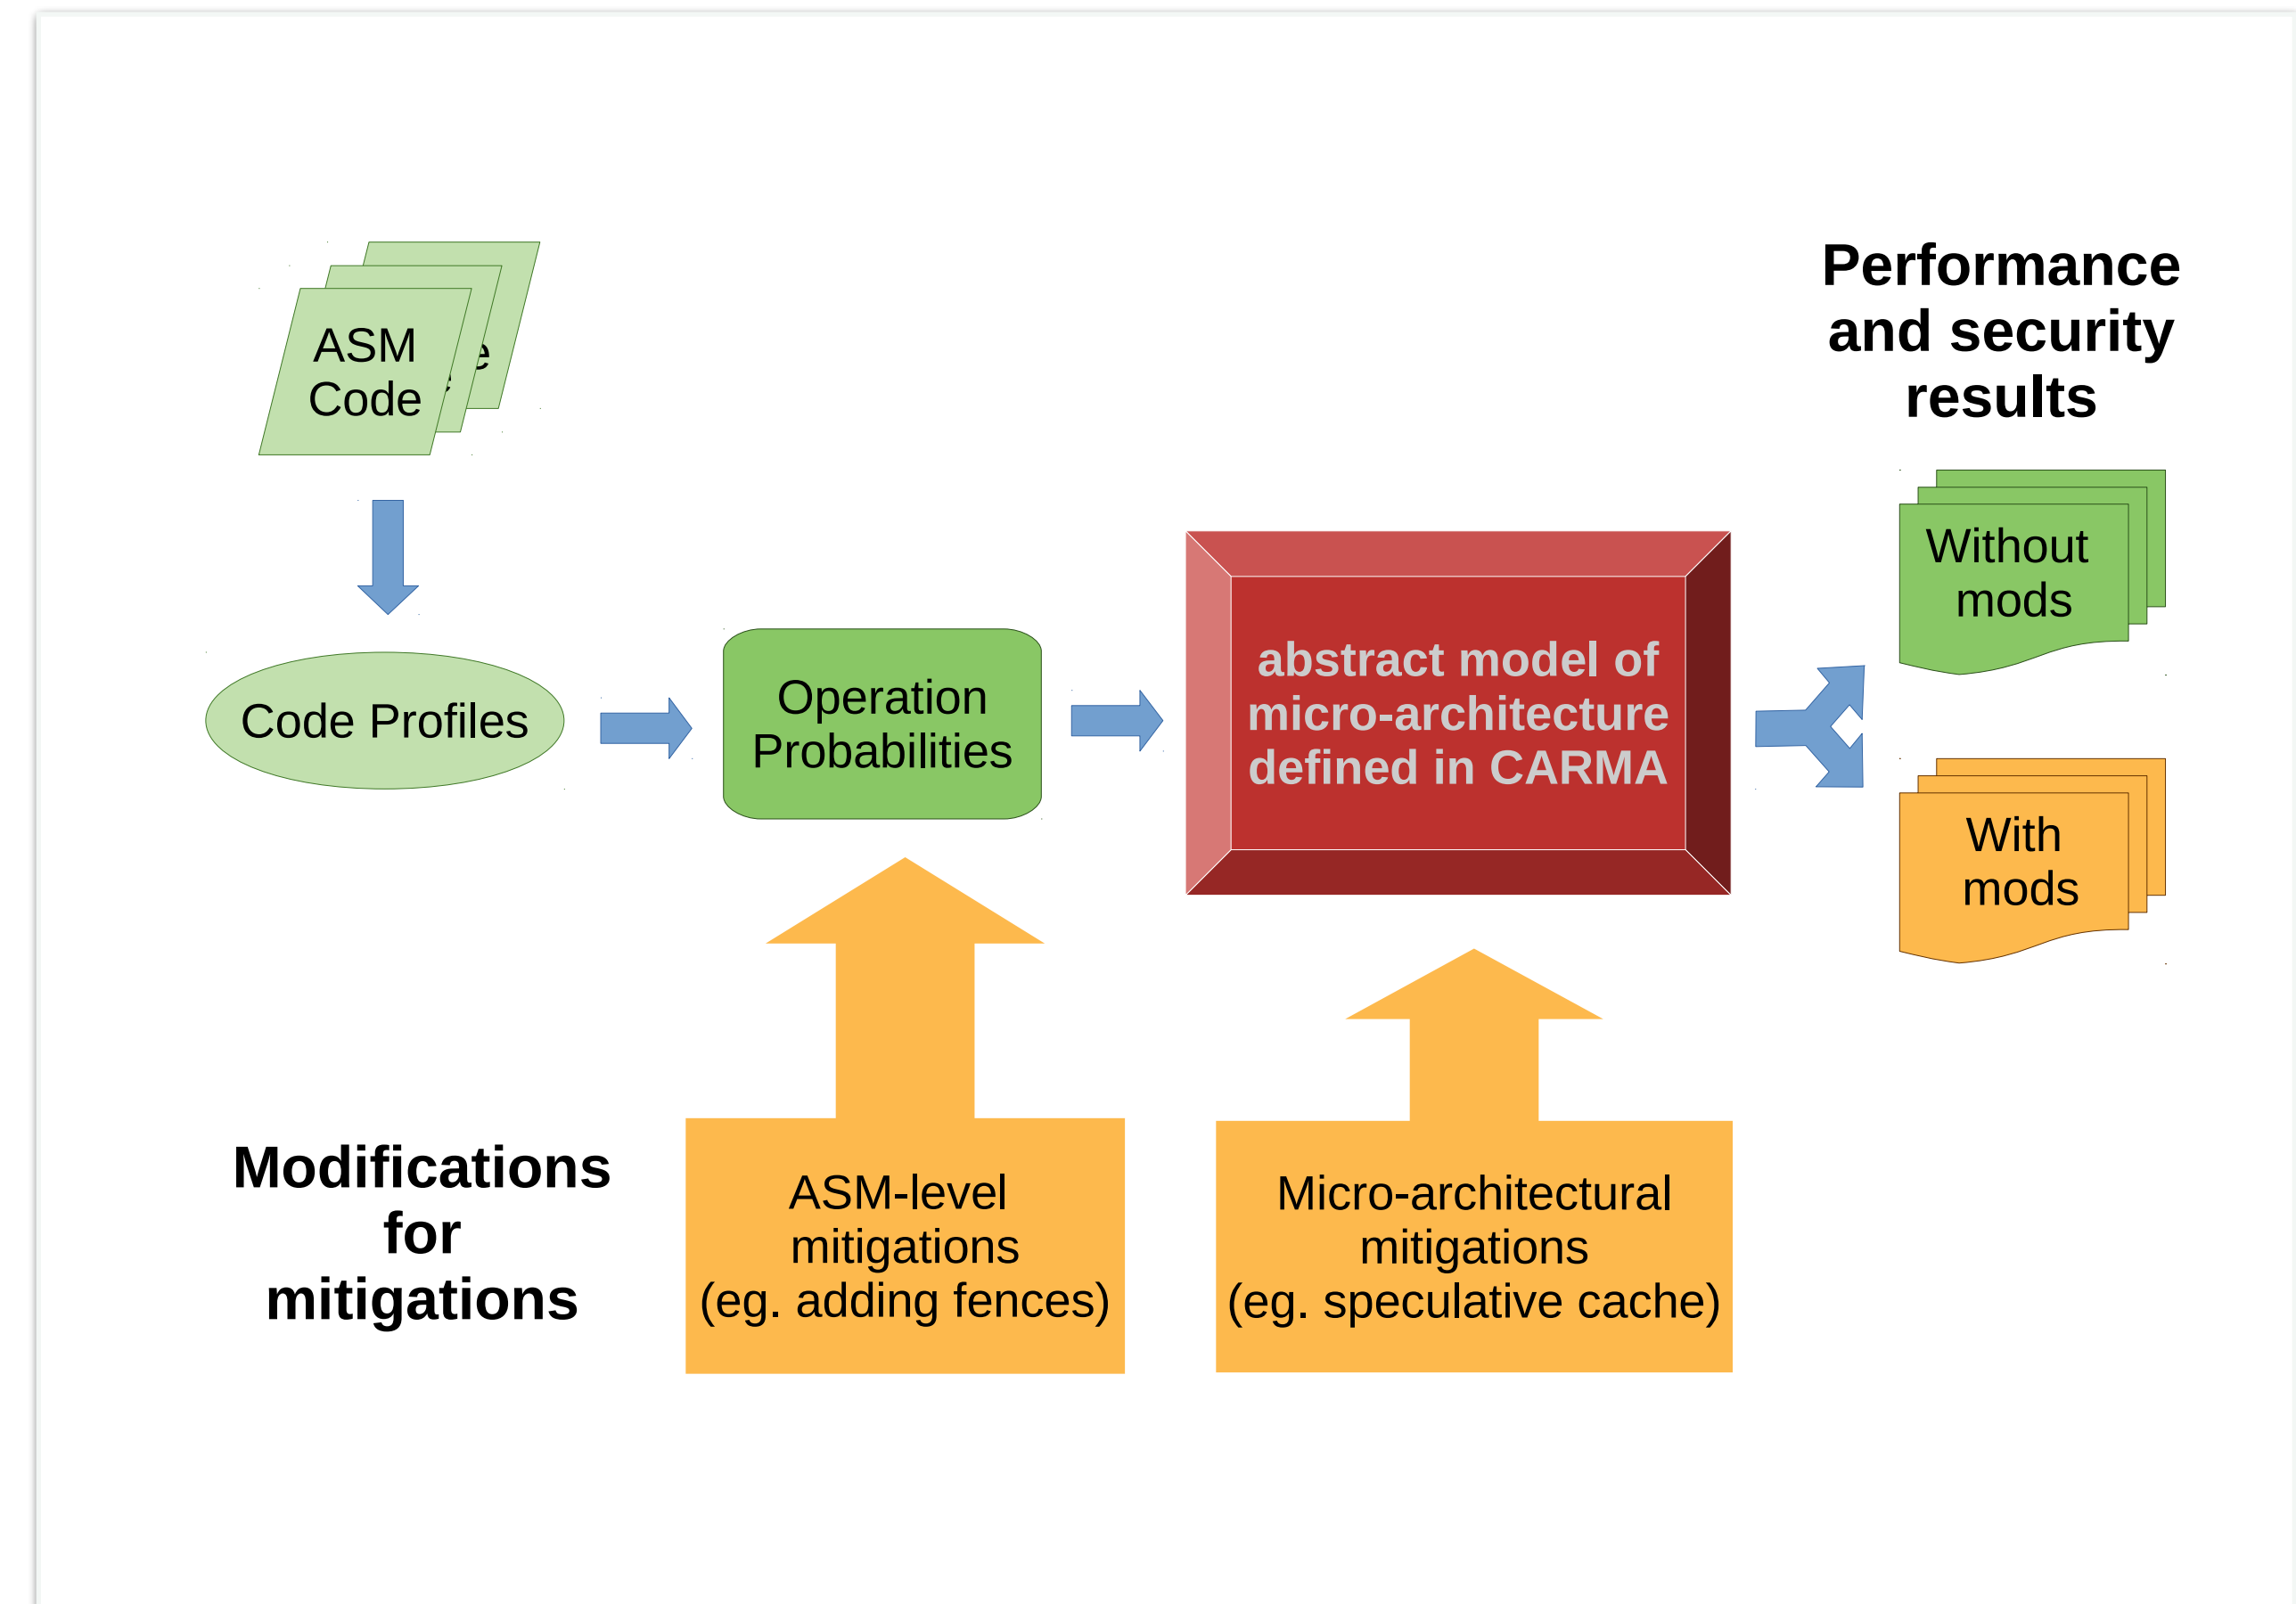 ASM
Code
Performance
and security
results
Without
mods
Code Profiles
Operation
Probabilities
abstract model of
micro-architecture
defined in CARMA
With
mods
Modifications
for
mitigations
ASM-level
mitigations
(eg. adding fences)
Micro-architectural
mitigations
(eg. speculative cache)